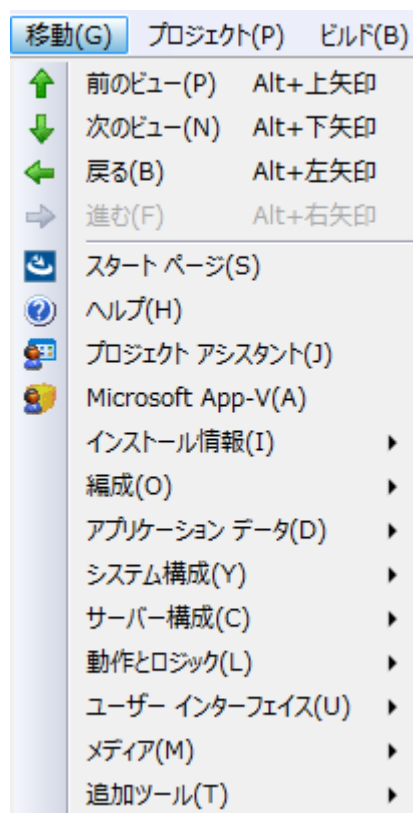 移動(G) プロジェクト(P) ビルド(B)
前のビュー(P) Alt+上矢印
次のビュー(N) Alt+下矢印
戻る(B) Alt+左矢印
進む(F) Alt+右矢印
スタート ページ(S)
ヘルプ(H)
プロジェクト アシスタント(J)
Microsoft App-V(A)
インストール情報(I)
編成(O)
アプリケーション データ(D)
システム構成(Y)
サーバー構成(C)
動作とロジック(L)
ユーザー インターフェイス(U)
メディア(M)
追加ツール(T)